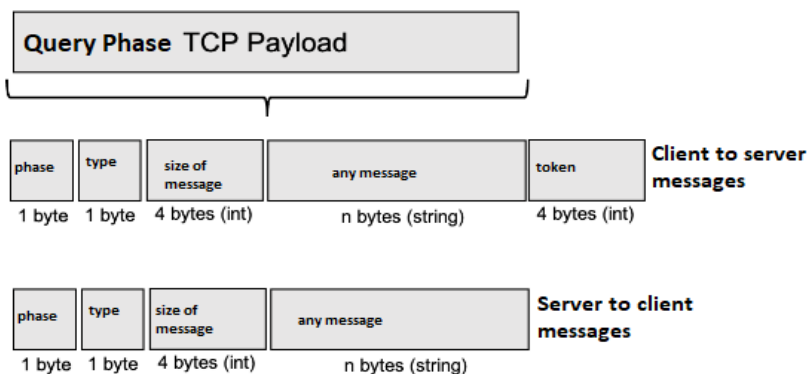 Query Phase TCP Payload
phase type size of message any message token Client to server messages
1 byte 1 byte 4 bytes (int) n bytes (string) 4 bytes (int)
phase type size of message any message Server to client messages
1 byte 1 byte 4 bytes (int) n bytes (string)